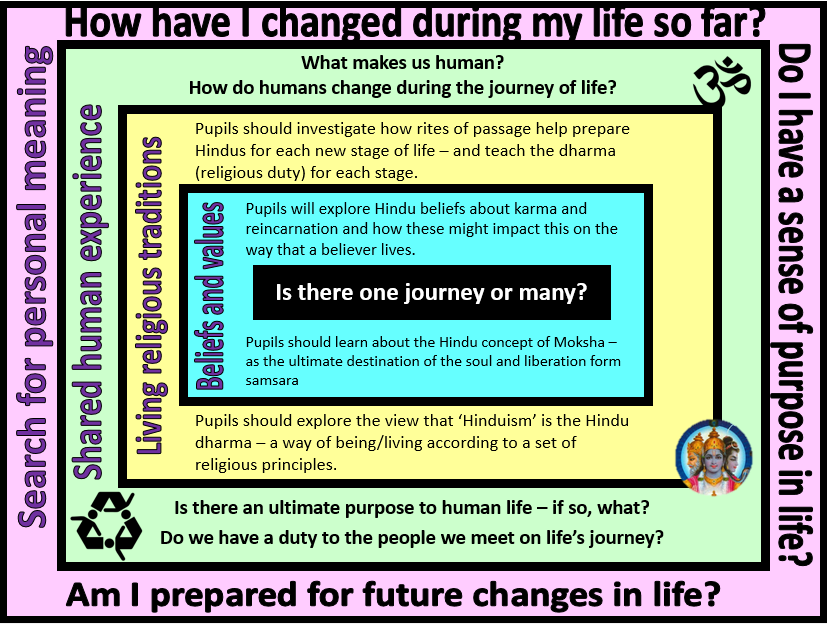 How have I changed during my life so far?
Search for personal meaning
Do I have a sense of purpose in life?
What makes us human?
How do humans change during the journey of life?
ॐ
Shared human experience
Living religious traditions
Pupils should investigate how rites of passage help prepare
Hindus for each new stage of life – and teach the dharma
(religious duty) for each stage.
Beliefs and values
Pupils will explore Hindu beliefs about karma and
reincarnation and how these might impact this on the
way that a believer lives.
Is there one journey or many?
Pupils should learn about the Hindu concept of Moksha –
as the ultimate destination of the soul and liberation form
samsara
Pupils should explore the view that ‘Hinduism’ is the Hindu
dharma – a way of being/living according to a set of
religious principles.
Is there an ultimate purpose to human life – if so, what?
Do we have a duty to the people we meet on life’s journey?
Am I prepared for future changes in life?